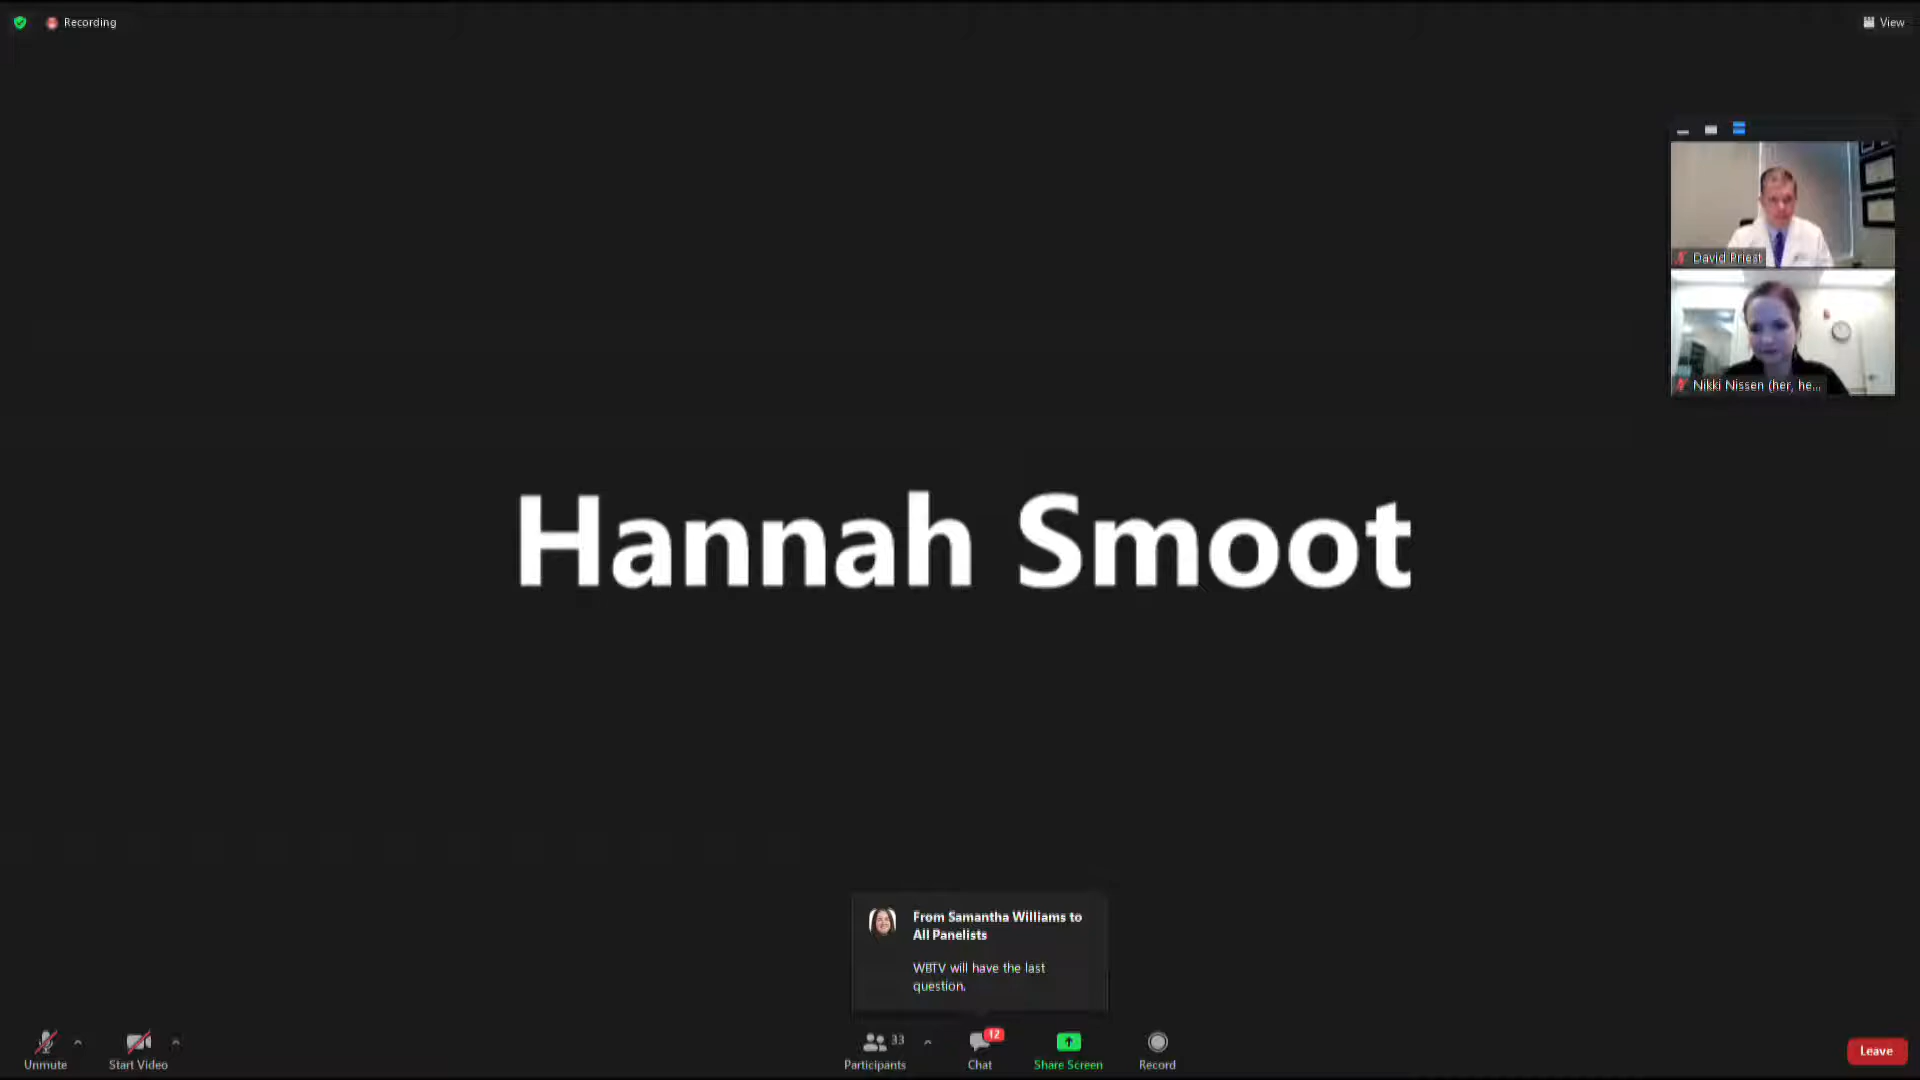 Recording
View
David Priest
Nikki Nissen (her, he...
Hannah Smoot
From Samantha Williams to
All Panelists
WBTV will have the last
question.
Unmute
Start Video
33
Participants
12
Chat
Share Screen
Record
Leave